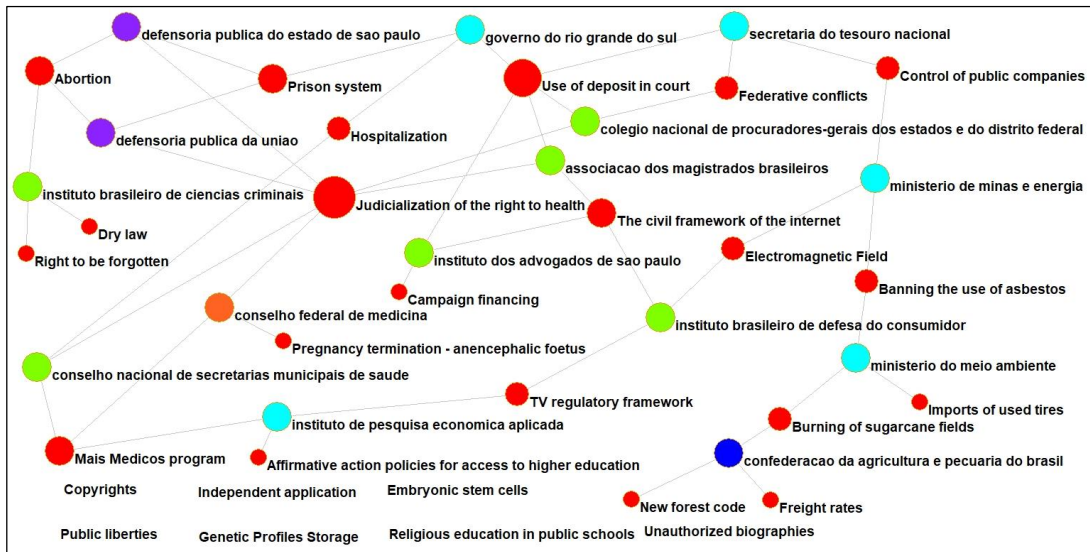 defensoria publica do estado de sao paulo
governo do rio grande do sul
secretaria do tesouro nacional
Abortion
Prison system
Use of deposit in court
Control of public companies
Federative conflicts
defensoria publica da uniao
Hospitalization
colegio nacional de procuradores-gerais dos estados e do distrito federal
associacao dos magistrados brasileiros
ministerio de minas e energia
instituto brasileiro de ciencias criminais
Judicialization of the right to health
The civil framework of the internet
Dry law
Right to be forgotten
instituto dos advogados de sao paulo
Electromagnetic Field
Banning the use of asbestos
Campaign financing
conselho federal de medicina
instituto brasileiro de defesa do consumidor
Pregnancy termination - anencephalic foetus
conselho nacional de secretarias municipais de saude
ministerio do meio ambiente
TV regulatory framework
Imports of used tires
instituto de pesquisa economica aplicada
Burning of sugarcane fields
Mais Medicos program
Affirmative action policies for access to higher education
confederacao da agricultura e pecuaria do brasil
Copyrights
Independent application
Embryonic stem cells
New forest code
Freight rates
Public liberties
Genetic Profiles Storage
Religious education in public schools
Unauthorized biographies